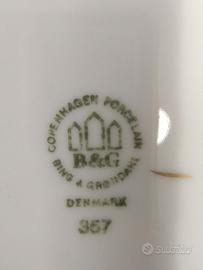 COPENHAGEN PORCELAIN
B&G
BING & GRØNDAHL
DENMARK
357
Subito